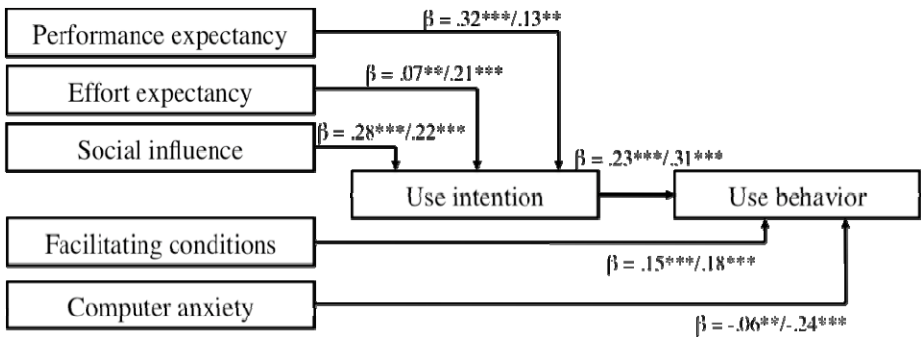 Performance expectancy
β = .32***/.13**
Effort expectancy
β = .07**/.21***
Social influence
β = .28***/.22***
β = .23***/.31***
Use intention
Use behavior
Facilitating conditions
β = .15***/.18***
Computer anxiety
β = -.06**/-.24***